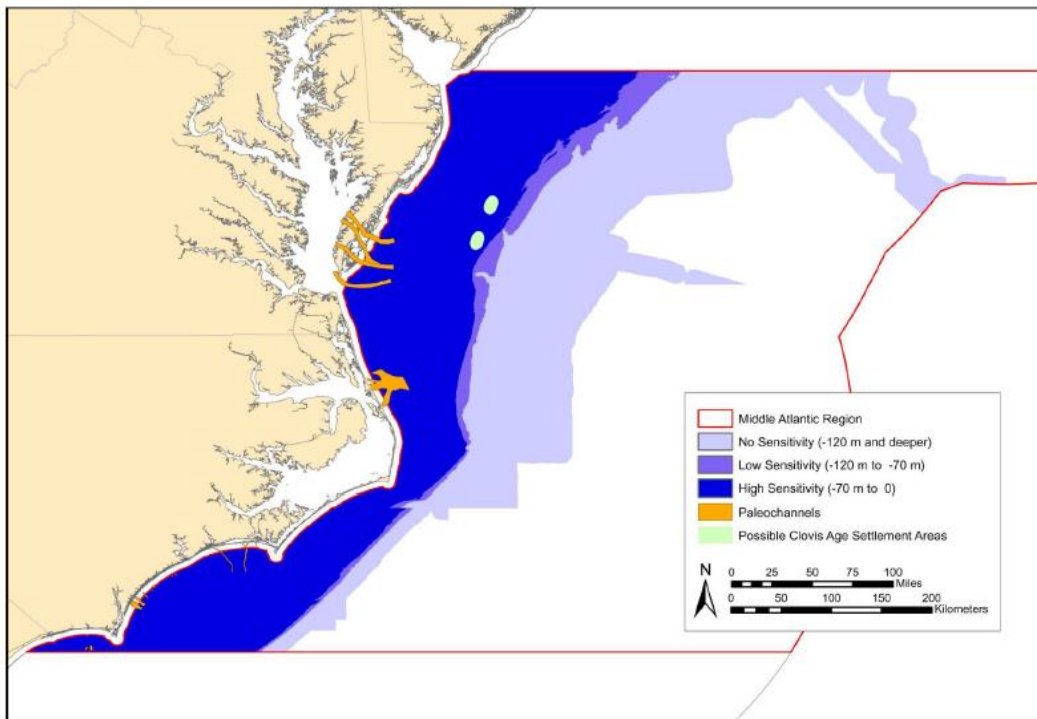 Middle Atlantic Region
No Sensitivity (-120 m and deeper)
Low Sensitivity (-120 m to -70 m)
High Sensitivity (-70 m to 0)
Paleochannels
Possible Clovis Age Settlement Areas
N
0 25 50 75 100
Miles
0 50 100 150 200
Kilometers